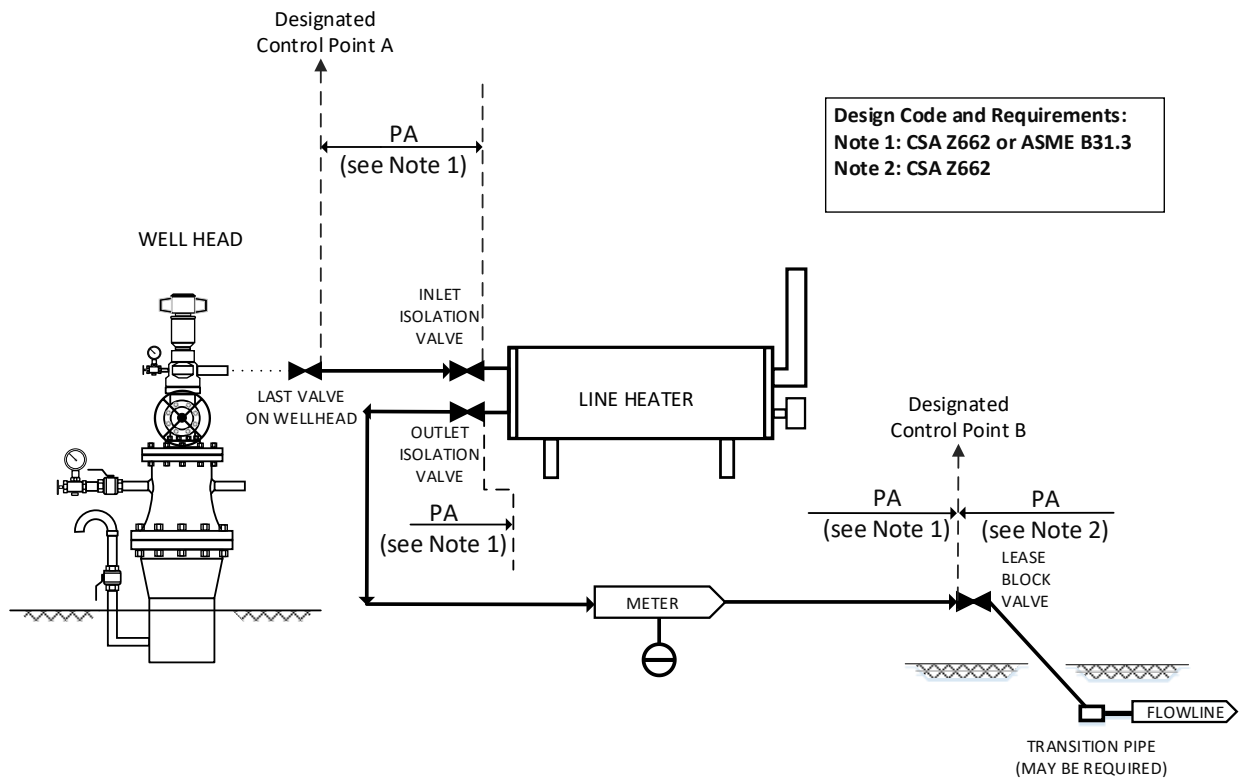 Designated
Control Point A
PA
(see Note 1)
Design Code and Requirements:
Note 1: CSA Z662 or ASME B31.3
Note 2: CSA Z662
WELL HEAD
INLET
ISOLATION
VALVE
LAST VALVE
ON WELLHEAD
LINE HEATER
OUTLET
ISOLATION
VALVE
Designated
Control Point B
PA
(see Note 1)
PA
(see Note 1)
PA
(see Note 2)
LEASE
BLOCK
VALVE
METER
FLOWLINE
TRANSITION PIPE
(MAY BE REQUIRED)